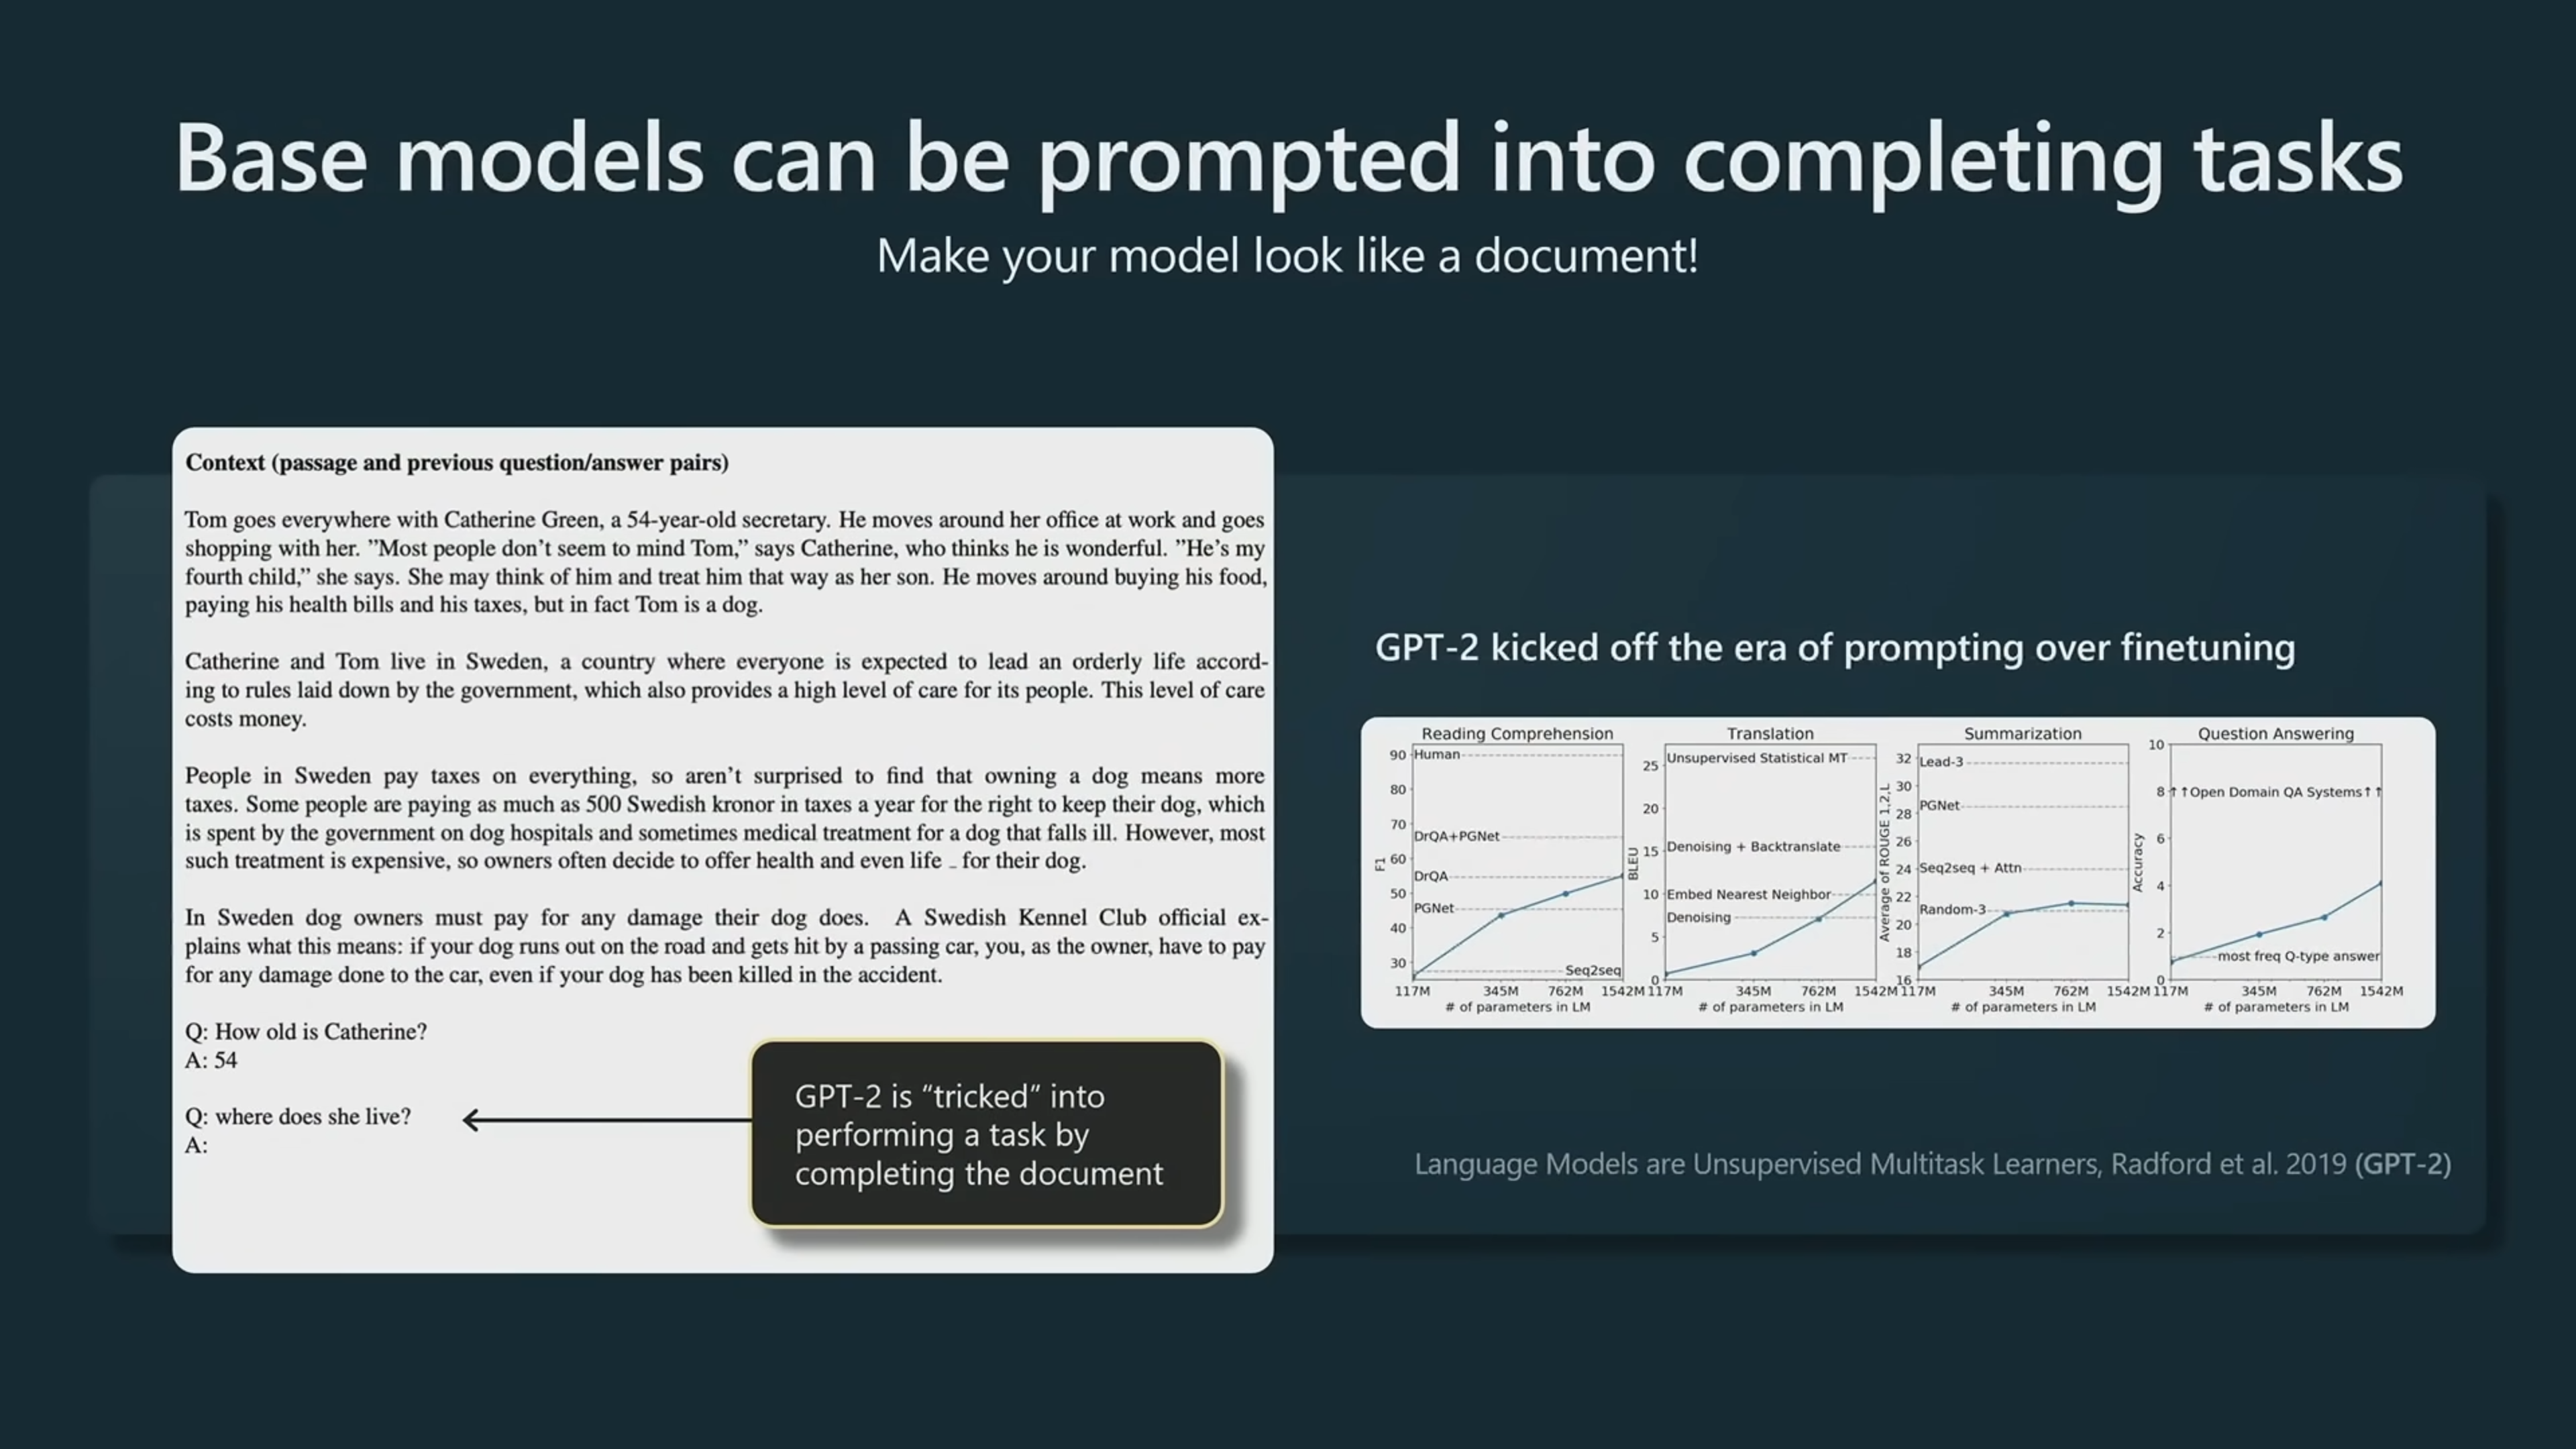 Base models can be prompted into completing tasks
Make your model look like a document!
Context (passage and previous question/answer pairs)
Tom goes everywhere with Catherine Green, a 54-year-old secretary. He moves around her office at work and goes
shopping with her. ”Most people don’t seem to mind Tom,” says Catherine, who thinks he is wonderful. ”He’s my
fourth child,” she says. She may think of him and treat him that way as her son. He moves around buying his food,
paying his health bills and his taxes, but in fact Tom is a dog.
Catherine and Tom live in Sweden, a country where everyone is expected to lead an orderly life accord-
ing to rules laid down by the government, which also provides a high level of care for its people. This level of care
costs money.
People in Sweden pay taxes on everything, so aren’t surprised to find that owning a dog means more
taxes. Some people are paying as much as 500 Swedish kronor in taxes a year for the right to keep their dog, which
is spent by the government on dog hospitals and sometimes medical treatment for a dog that falls ill. However, most
such treatment is expensive, so owners often decide to offer health and even life _ for their dog.
In Sweden dog owners must pay for any damage their dog does. A Swedish Kennel Club official ex-
plains what this means: if your dog runs out on the road and gets hit by a passing car, you, as the owner, have to pay
for any damage done to the car, even if your dog has been killed in the accident.
Q: How old is Catherine?
A: 54
Q: where does she live?
A:
GPT-2 is “tricked” into
performing a task by
completing the document
GPT-2 kicked off the era of prompting over finetuning
Reading Comprehension
90
80
70
60
50
40
30
F1
Human
DrQA+PGNet
DrQA
PGNet
Seq2seq
117M 345M 762M 1542M
# of parameters in LM
Translation
25
20
15
10
5
0
BLEU
Unsupervised Statistical MT
Denoising + Backtranslate
Embed Nearest Neighbor
Denoising
117M 345M 762M 1542M
# of parameters in LM
Summarization
32
30
28
26
24
22
20
18
16
Average of ROUGE 1,2,L
Lead-3
PGNet
Seq2seq + Attn
Random-3
117M 345M 762M 1542M
# of parameters in LM
Question Answering
10
8
6
4
2
0
Accuracy
↑↑Open Domain QA Systems↑↑
most freq Q-type answer
117M 345M 762M 1542M
# of parameters in LM
Language Models are Unsupervised Multitask Learners, Radford et al. 2019 (GPT-2)